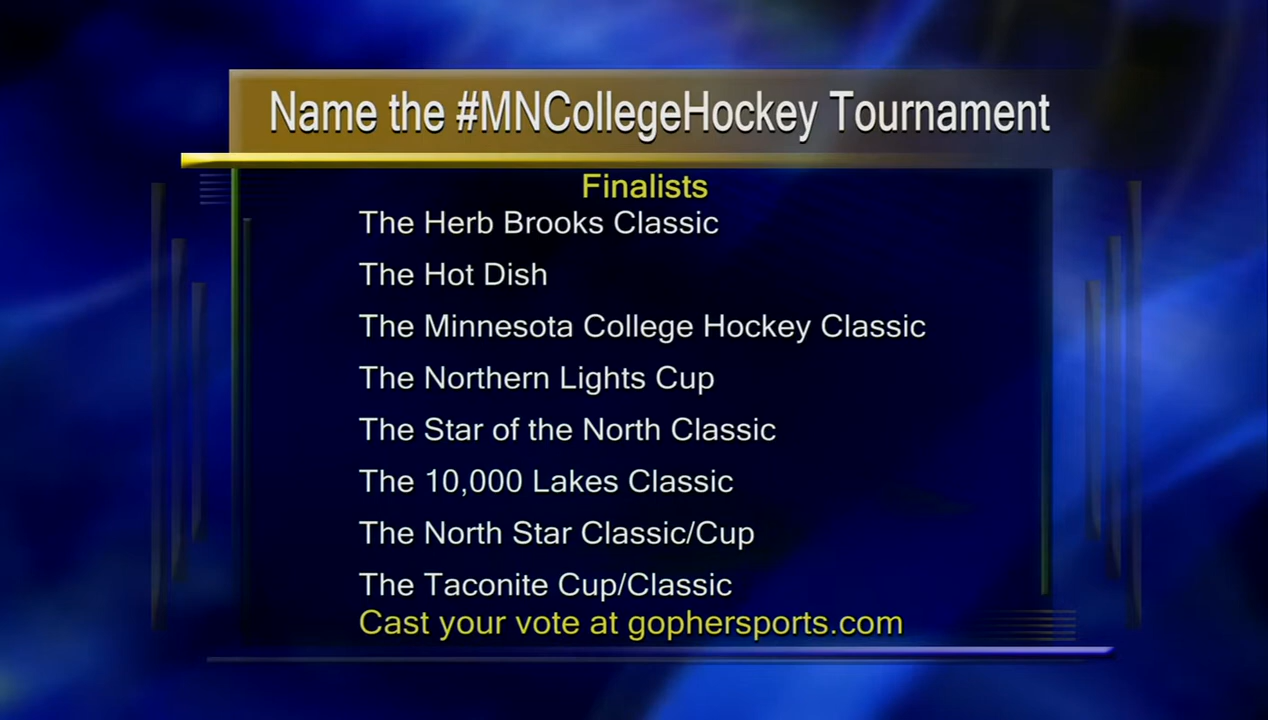 Name the #MNCollegeHockey Tournament
Finalists
The Herb Brooks Classic
The Hot Dish
The Minnesota College Hockey Classic
The Northern Lights Cup
The Star of the North Classic
The 10,000 Lakes Classic
The North Star Classic/Cup
The Taconite Cup/Classic
Cast your vote at gophersports.com